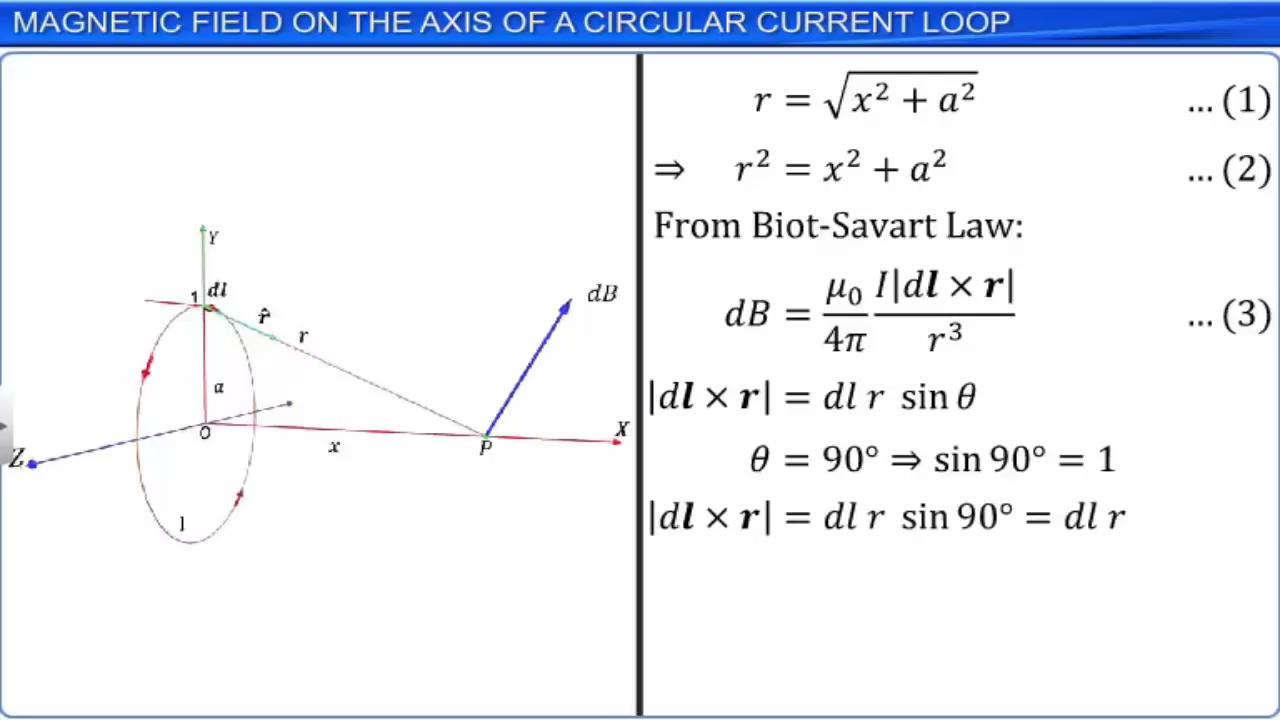 MAGNETIC FIELD ON THE AXIS OF A CIRCULAR CURRENT LOOP
Y
1 dl
r̂
r
dB
a
O
x
P
X
Z
I
r = √(x² + a²) ... (1)
⇒ r² = x² + a² ... (2)
From Biot-Savart Law:
dB = μ₀/4π I|dl × r|/r³ ... (3)
|dl × r| = dl r sin θ
θ = 90° ⇒ sin 90° = 1
|dl × r| = dl r sin 90° = dl r